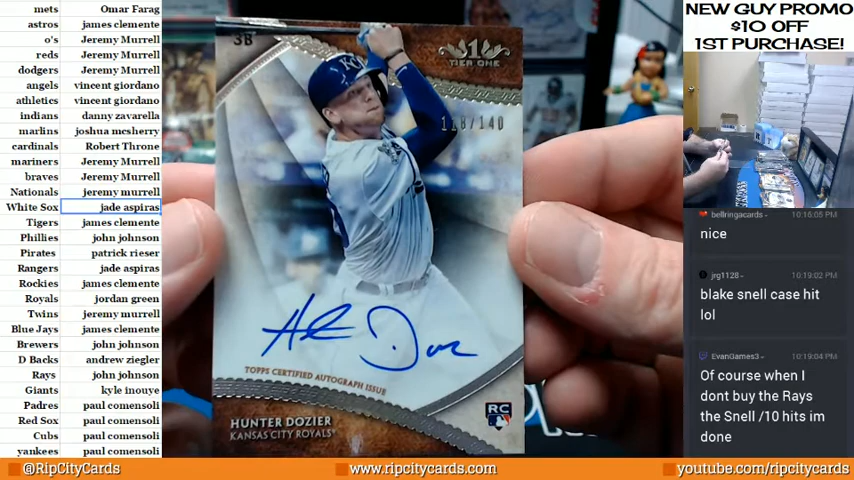 mets Omar Farag
astros james clemente
o's Jeremy Murrell
reds Jeremy Murrell
dodgers Jeremy Murrell
angels vincent giordano
athletics vincent giordano
indians danny zavarella
marlins joshua mcsherry
cardinals Robert Throne
mariners Jeremy Murrell
braves Jeremy Murrell
Nationals jeremy murrell
White Sox jade aspiras
Tigers james clemente
Phillies john johnson
Pirates patrick rieser
Rangers jade aspiras
Rockies james clemente
Royals jordan green
Twins jeremy murrell
Blue Jays james clemente
Brewers john johnson
D Backs andrew ziegler
Rays john johnson
Giants kyle inouye
Padres paul comensoli
Red Sox paul comensoli
Cubs paul comensoli
yankees paul comensoli
3B
1
TIER ONE
KC
TOPPS CERTIFIED AUTOGRAPH ISSUE
HUNTER DOZIER
KANSAS CITY ROYALS
RC
NEW GUY PROMO
$10 OFF
1ST PURCHASE!
bellringacards - 10:16:05 PM
nice
jrg1128 - 10:19:02 PM
blake snell case hit
lol
EvanGames3 - 10:19:04 PM
Of course when I
dont buy the Rays
the Snell /10 hits im
done
@RipCityCards
www.ripcitycards.com
youtube.com/ripcitycards